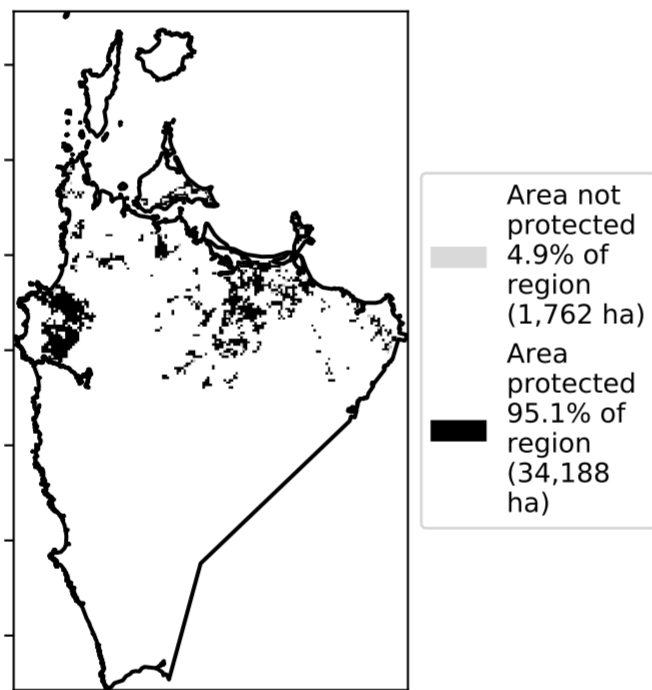 Area not
protected
4.9% of
region
(1,762 ha)
Area
protected
95.1% of
region
(34,188
ha)